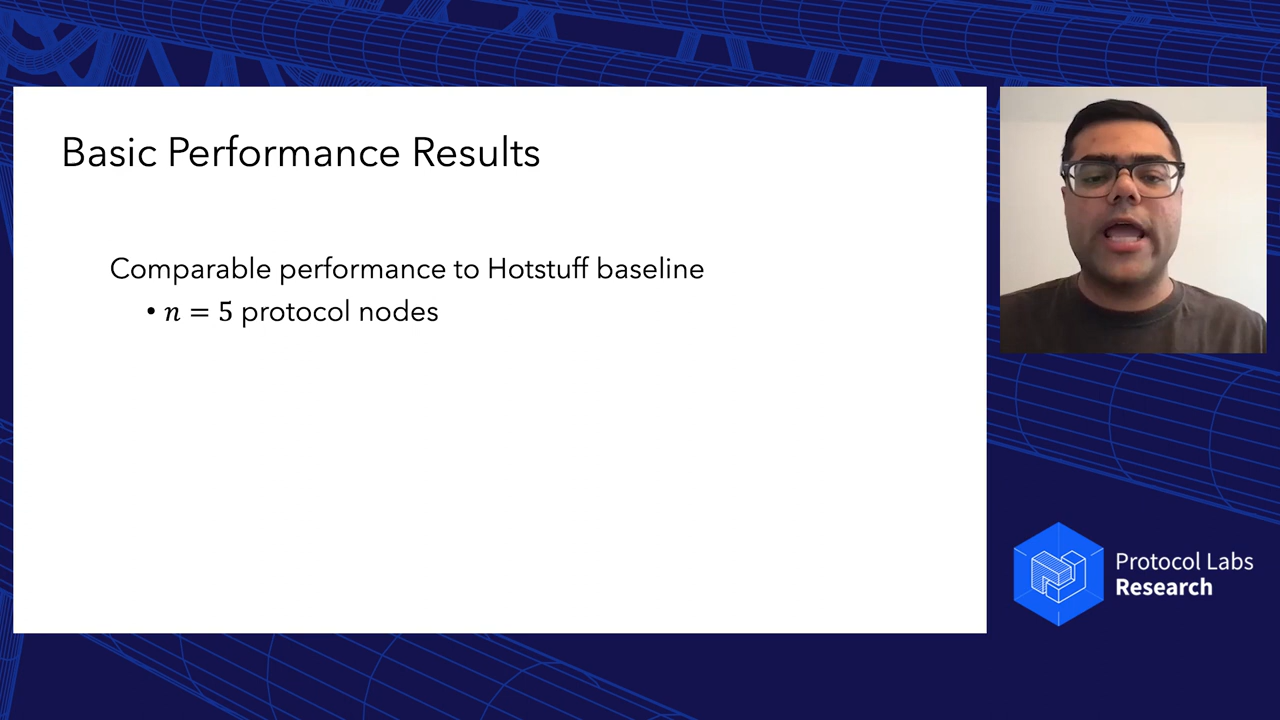 Basic Performance Results
Comparable performance to Hotstuff baseline
• n = 5 protocol nodes
Protocol Labs
Research